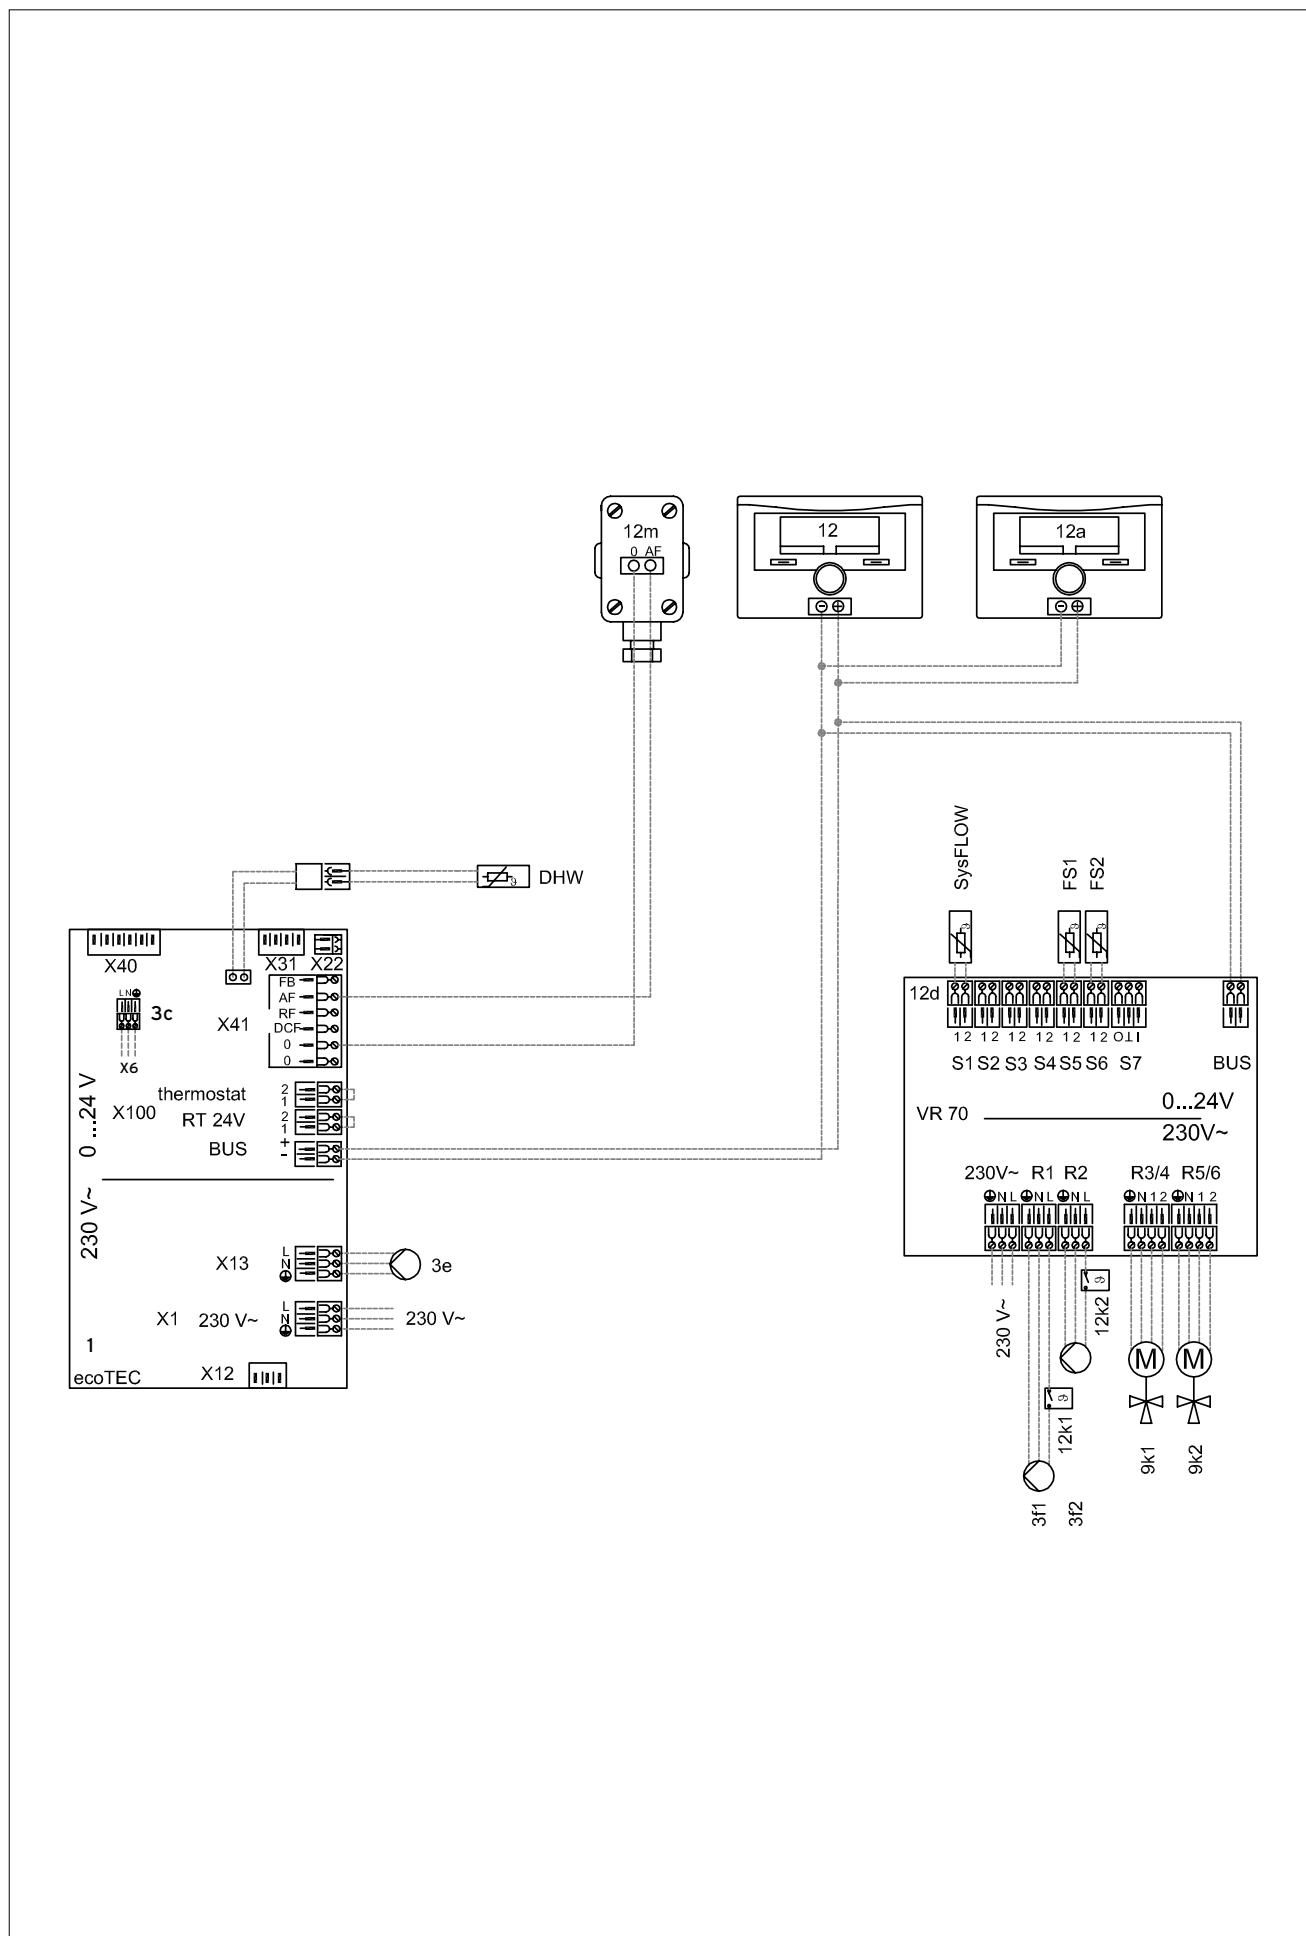 12m
0 AF
12
12a
SysFLOW
FS1
FS2
DHW
X40
X31
X22
FB
AF
RF
DCF
0
0
X41
L N
3c
X6
0 ...24 V
X100
thermostat
2
1
RT 24V
2
1
BUS
+
-
230 V~
X13
L
N
3e
X1
230 V~
L
N
230 V~
1
ecoTEC
X12
12d
1 2 1 2 1 2 1 2 1 2 1 2 O T I
S1 S2 S3 S4 S5 S6 S7
BUS
VR 70
0...24V
230V~
230V~ R1 R2 R3/4 R5/6
N L N L N L N 1 2 N 1 2
230 V~
12k2
12k1
M
M
9k1
9k2
3f1
3f2